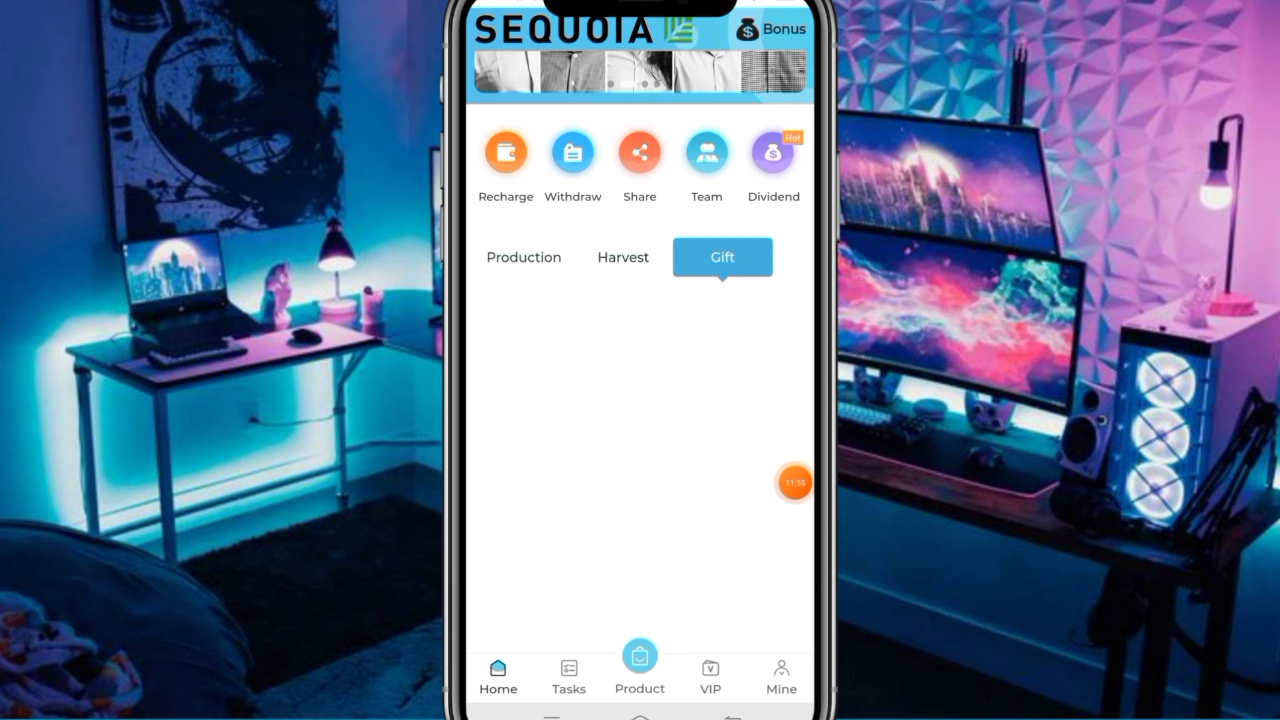 SEQUOIA
Bonus
Hot
Recharge Withdraw Share Team Dividend
Production Harvest Gift
11:55
Home Tasks Product VIP Mine